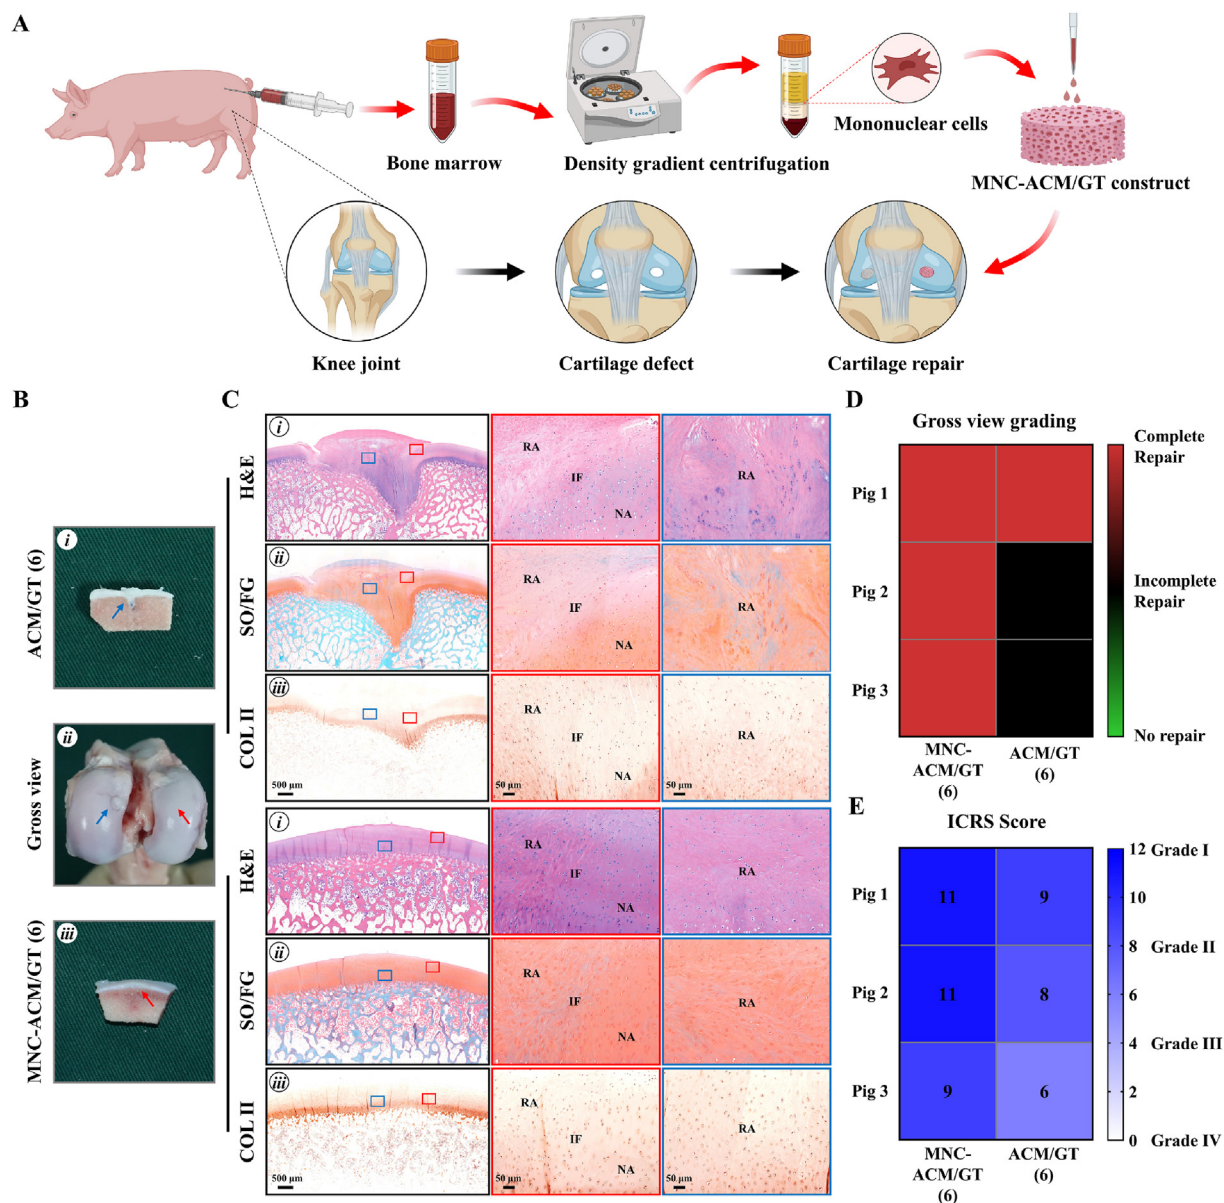 A
Bone marrow
Density gradient centrifugation
Mononuclear cells
MNC-ACM/GT construct
Knee joint
Cartilage defect
Cartilage repair
B
ACM/GT (6)
i
Gross view
ii
MNC-ACM/GT (6)
iii
C
H&E
i
RA
IF
NA
RA
SO/FG
ii
RA
IF
NA
RA
COL II
iii
500 μm
RA
IF
NA
50 μm
RA
50 μm
H&E
i
RA
IF
NA
RA
SO/FG
ii
RA
IF
NA
RA
COL II
iii
500 μm
RA
IF
NA
50 μm
RA
50 μm
D
Gross view grading
Complete
Repair
Pig 1
Pig 2
Incomplete
Repair
Pig 3
No repair
MNC-
ACM/GT
(6)
ACM/GT
(6)
E
ICRS Score
12 Grade I
Pig 1
11 9
10
8 Grade II
Pig 2
11 8
6
4 Grade III
Pig 3
9 6
2
0 Grade IV
MNC-
ACM/GT
(6)
ACM/GT
(6)